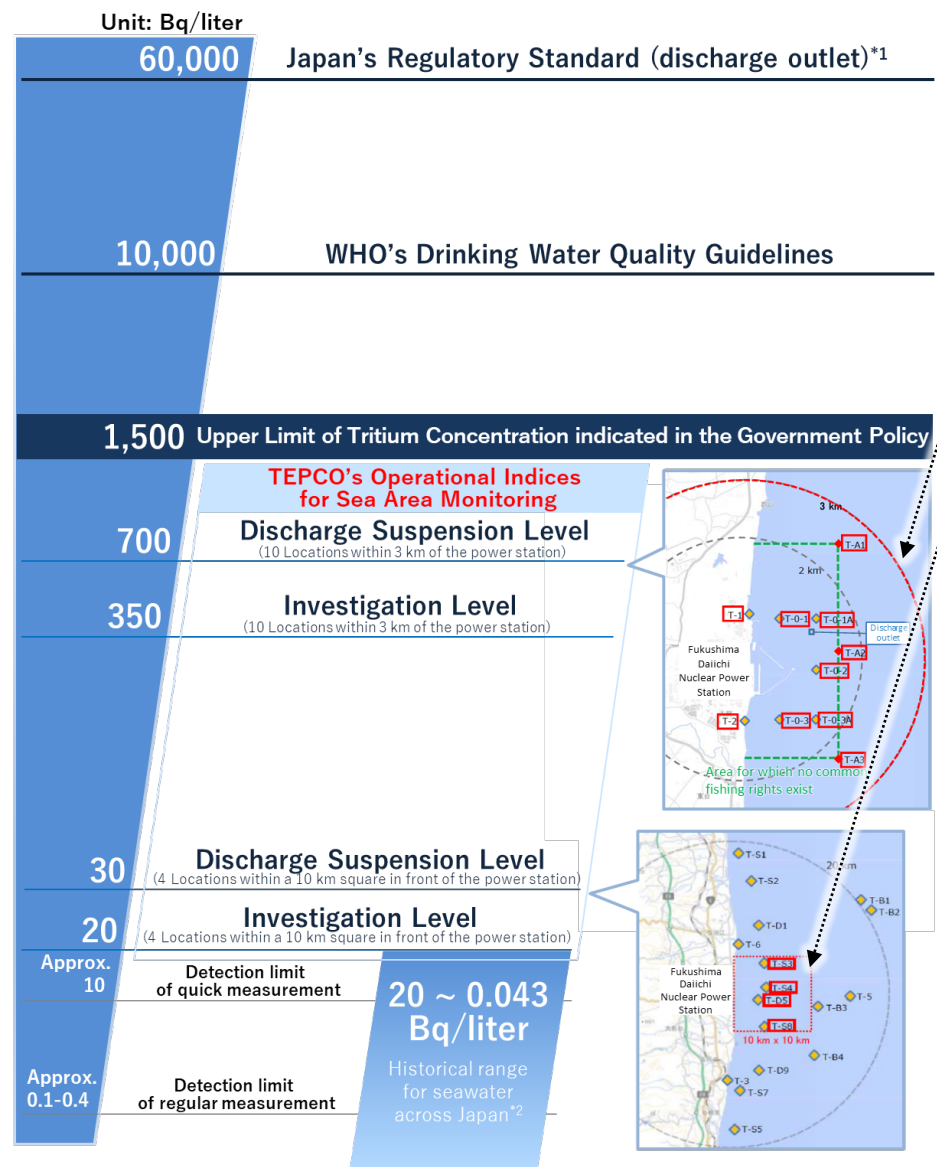 Unit: Bq/liter
60,000 Japan's Regulatory Standard (discharge outlet)*1
10,000 WHO's Drinking Water Quality Guidelines
1,500 Upper Limit of Tritium Concentration indicated in the Government Policy
TEPCO's Operational Indices
for Sea Area Monitoring
700 Discharge Suspension Level
(10 Locations within 3 km of the power station)
350 Investigation Level
(10 Locations within 3 km of the power station)
30 Discharge Suspension Level
(4 Locations within a 10 km square in front of the power station)
20 Investigation Level
(4 Locations within a 10 km square in front of the power station)
Approx.
10
Detection limit
of quick measurement
Approx.
0.1-0.4
Detection limit
of regular measurement
20 ~ 0.043
Bq/liter
Historical range
for seawater
across Japan*2
3 km
T-A1
2 km
T-1
T-0-1
T-0-1A
Discharge
outlet
Fukushima
Daiichi
Nuclear Power
Station
T-A2
T-0-2
T-2
T-0-3
T-0-3A
T-A3
Area for which no common
fishing rights exist
T-S1
20 km
T-S2
T-B1
T-B2
T-D1
T-6
T-S3
Fukushima
Daiichi
Nuclear Power
Station
T-S4
T-D5
T-5
T-B3
T-S8
10 km x 10 km
T-B4
T-D9
T-3
T-S7
T-S5